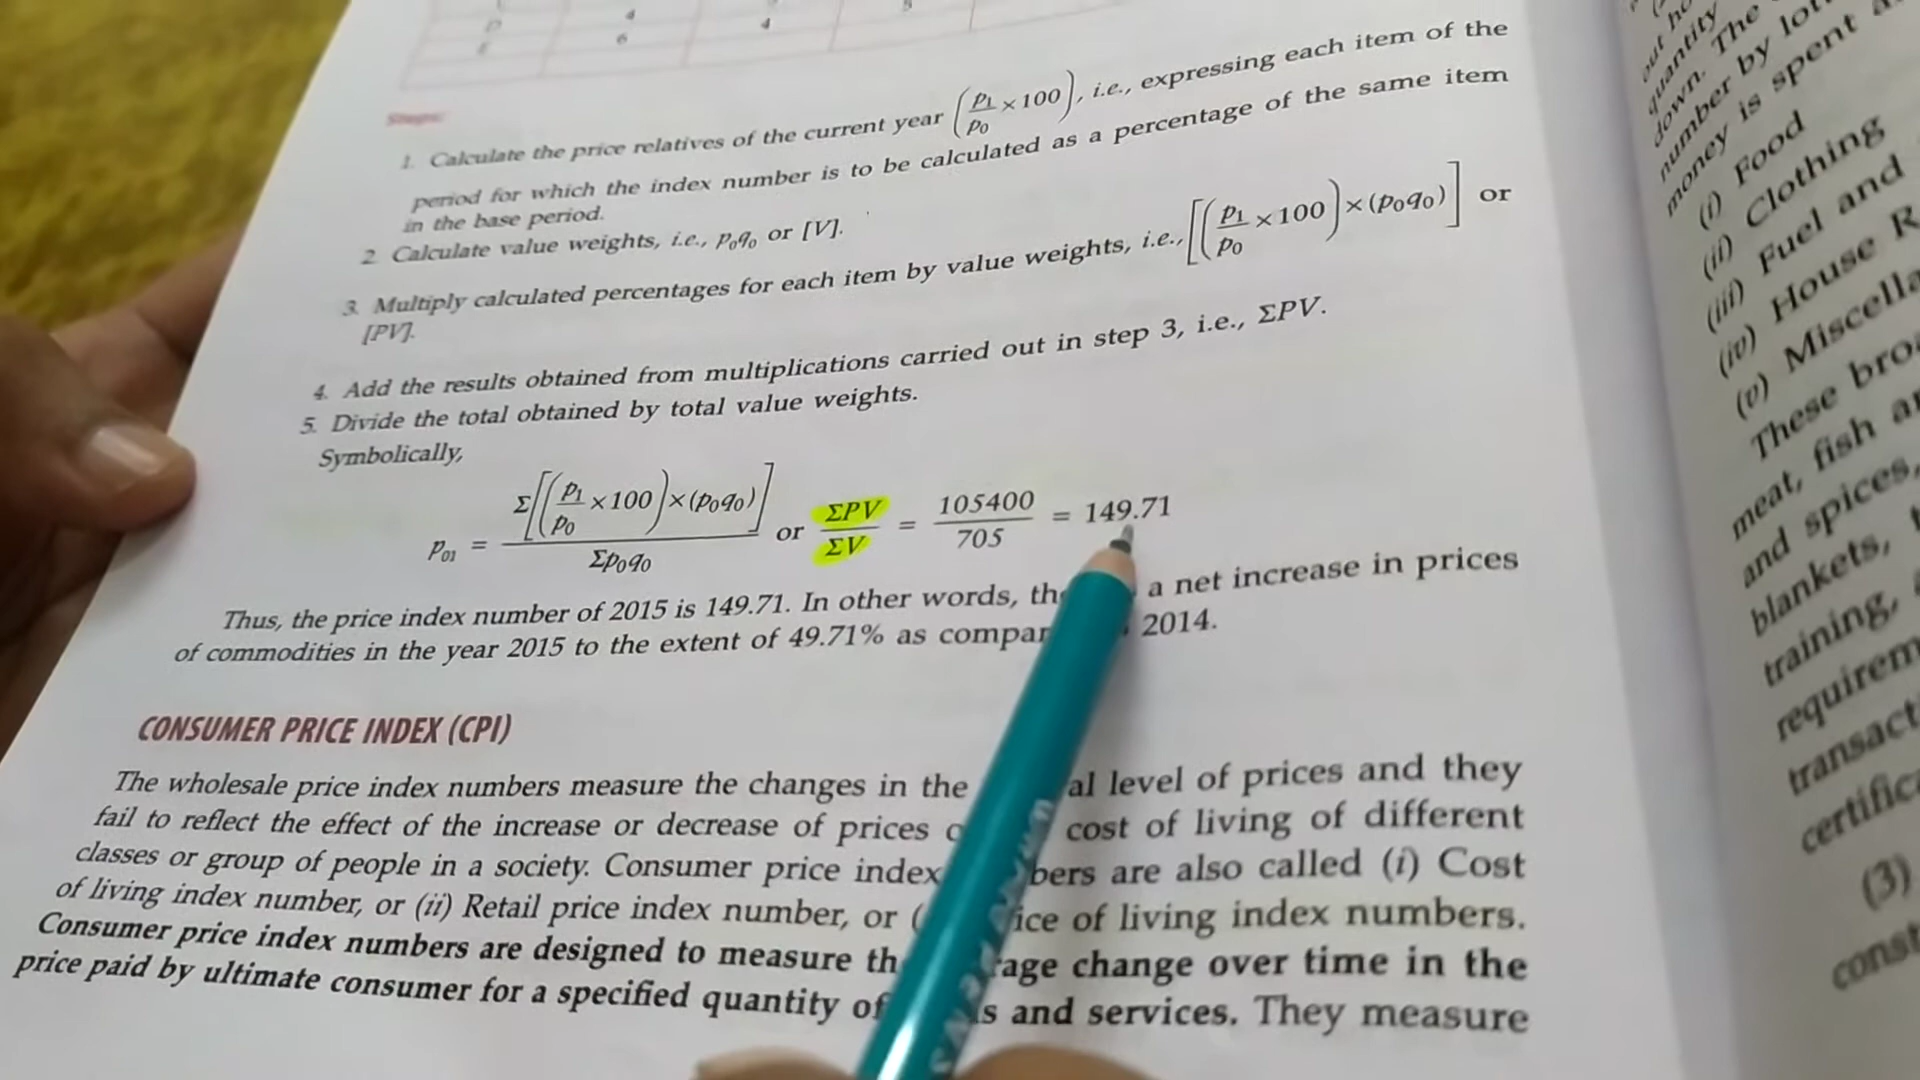 4
4
5
6
Steps:
1. Calculate the price relatives of the current year (p1/p0 × 100), i.e., expressing each item of the
period for which the index number is to be calculated as a percentage of the same item
in the base period.
2. Calculate value weights, i.e., p0q0 or [V].
3. Multiply calculated percentages for each item by value weights, i.e., [(p1/p0 × 100) × (p0q0)] or
[PV].
4. Add the results obtained from multiplications carried out in step 3, i.e., ΣPV.
5. Divide the total obtained by total value weights.
Symbolically,
P01 = Σ[(p1/p0 × 100) × (p0q0)] / Σp0q0 or ΣPV / ΣV = 105400 / 705 = 149.71
Thus, the price index number of 2015 is 149.71. In other words, th a net increase in prices
of commodities in the year 2015 to the extent of 49.71% as compar 2014.
CONSUMER PRICE INDEX (CPI)
The wholesale price index numbers measure the changes in the al level of prices and they
fail to reflect the effect of the increase or decrease of prices cost of living of different
classes or group of people in a society. Consumer price index bers are also called (i) Cost
of living index number, or (ii) Retail price index number, or ( ice of living index numbers.
Consumer price index numbers are designed to measure th rage change over time in the
price paid by ultimate consumer for a specified quantity of s and services. They measure
out
quantity
down. The
number by
money is spent
(i) Food
(ii) Clothing
(iii) Fuel and
(iv) House R
(v) Miscella
These broa
meat, fish a
and spices,
blankets,
training,
requirem
transact
certific
(3)
const